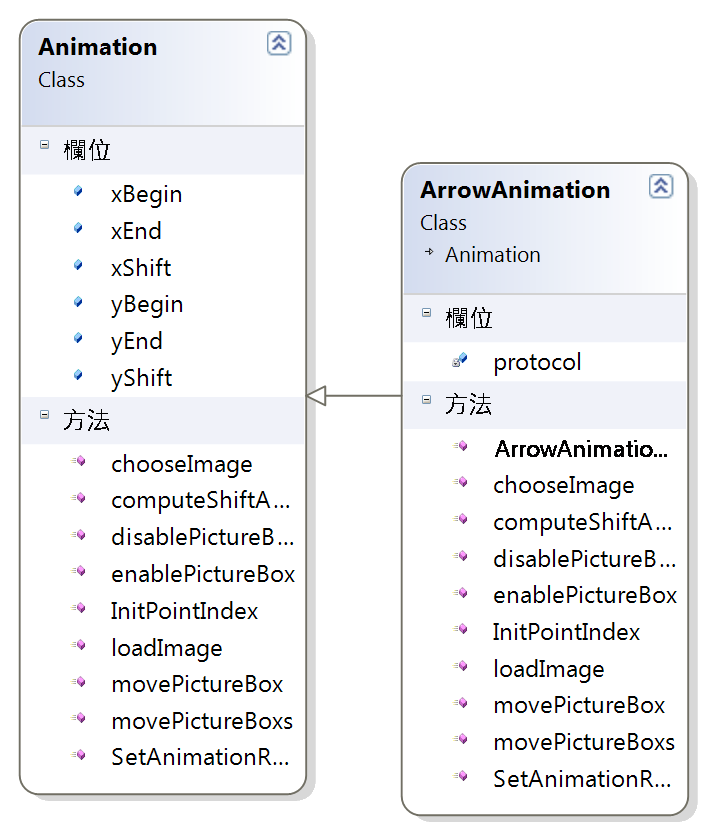 Animation
Class
欄位
xBegin
xEnd
xShift
yBegin
yEnd
yShift
方法
chooseImage
computeShiftA...
disablePictureB...
enablePictureBox
InitPointIndex
loadImage
movePictureBox
movePictureBoxs
SetAnimationR...
ArrowAnimation
Class
Animation
欄位
protocol
方法
ArrowAnimatio...
chooseImage
computeShiftA...
disablePictureB...
enablePictureBox
InitPointIndex
loadImage
movePictureBox
movePictureBoxs
SetAnimationR...